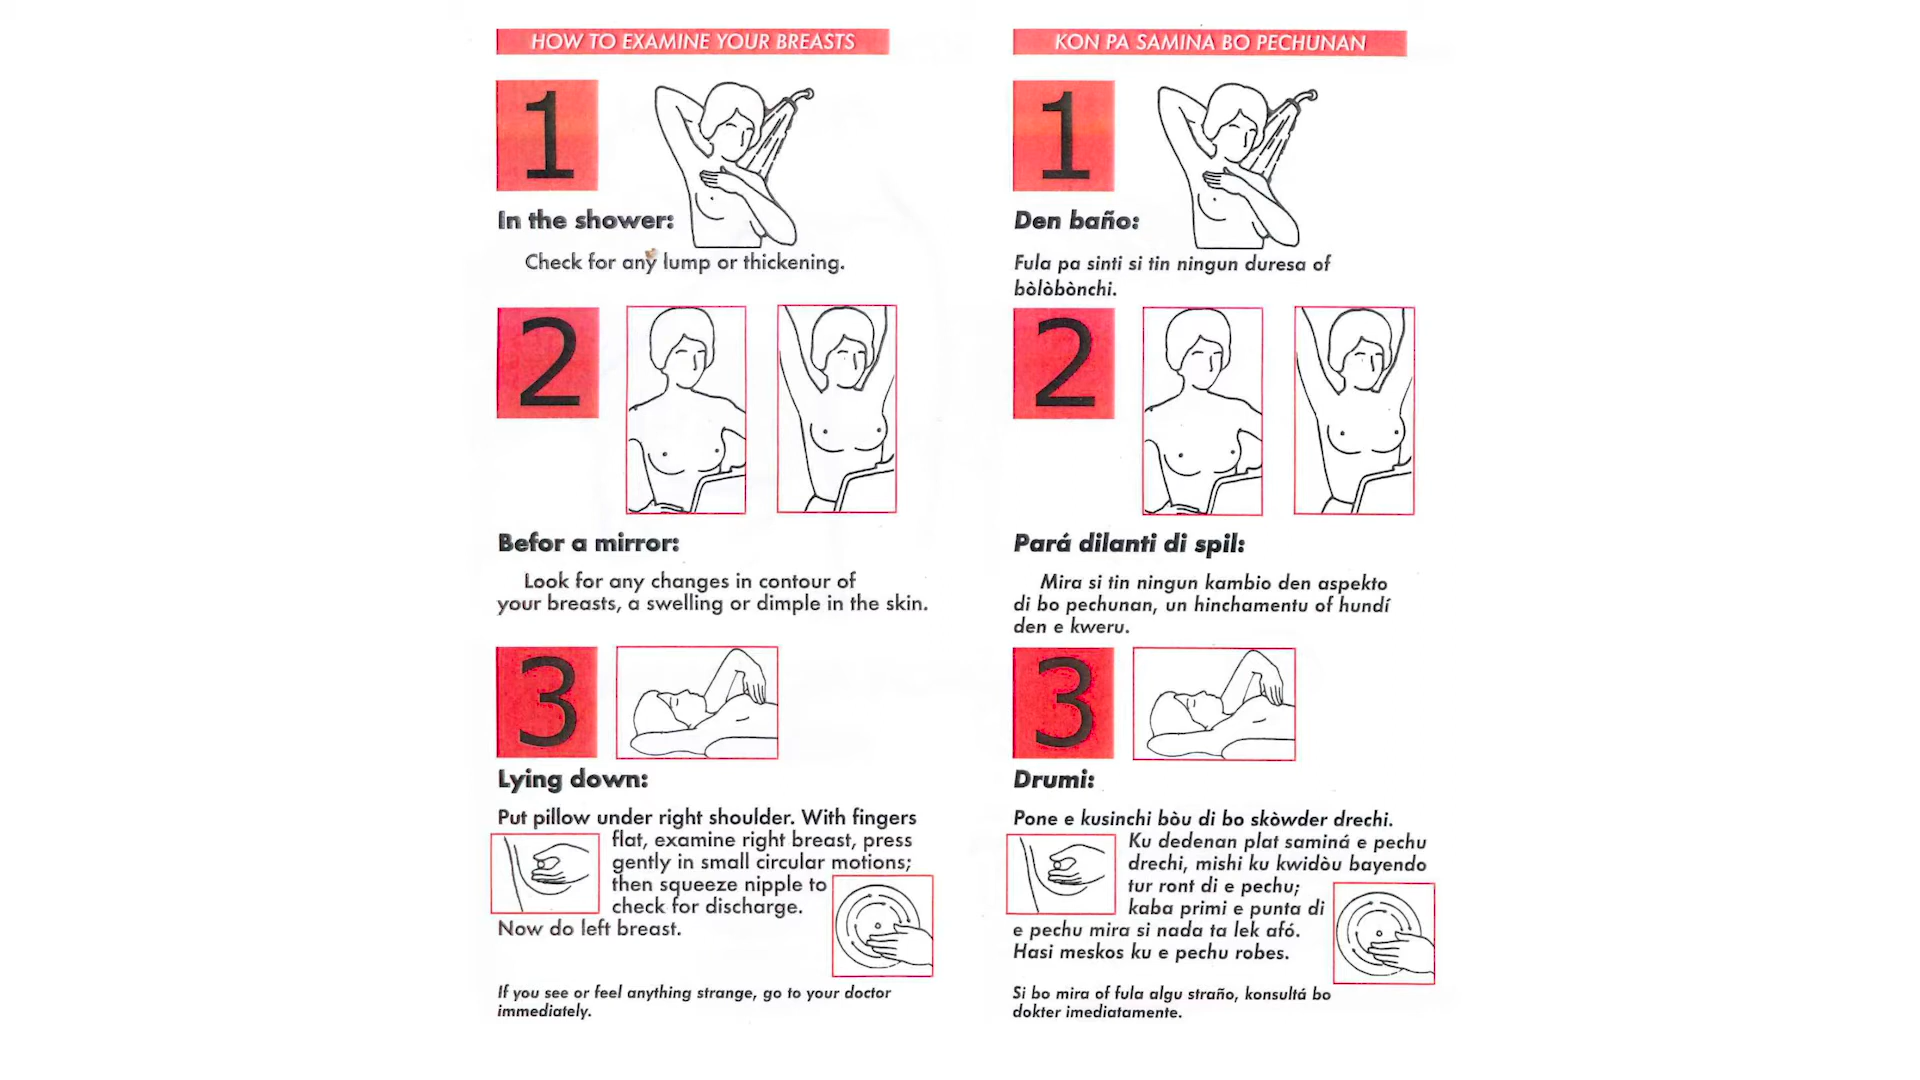 HOW TO EXAMINE YOUR BREASTS
1
In the shower:
Check for any lump or thickening.
2
Befor a mirror:
Look for any changes in contour of
your breasts, a swelling or dimple in the skin.
3
Lying down:
Put pillow under right shoulder. With fingers
flat, examine right breast, press
gently in small circular motions;
then squeeze nipple to
check for discharge.
Now do left breast.
If you see or feel anything strange, go to your doctor
immediately.
KON PA SAMINA BO PECHUNAN
1
Den baño:
Fula pa sinti si tin ningun duresa of
bòlòbònchi.
2
Pará dilanti di spil:
Mira si tin ningun kambio den aspekto
di bo pechunan, un hinchamentu of hundí
den e kweru.
3
Drumi:
Pone e kusinchi bòu di bo skòwder drechi.
Ku dedenan plat saminá e pechu
drechi, mishi ku kwidòu bayendo
tur ront di e pechu;
kaba primi e punta di
e pechu mira si nada ta lek afó.
Hasi meskos ku e pechu robes.
Si bo mira of fula algu straño, konsultá bo
dokter imediatamente.